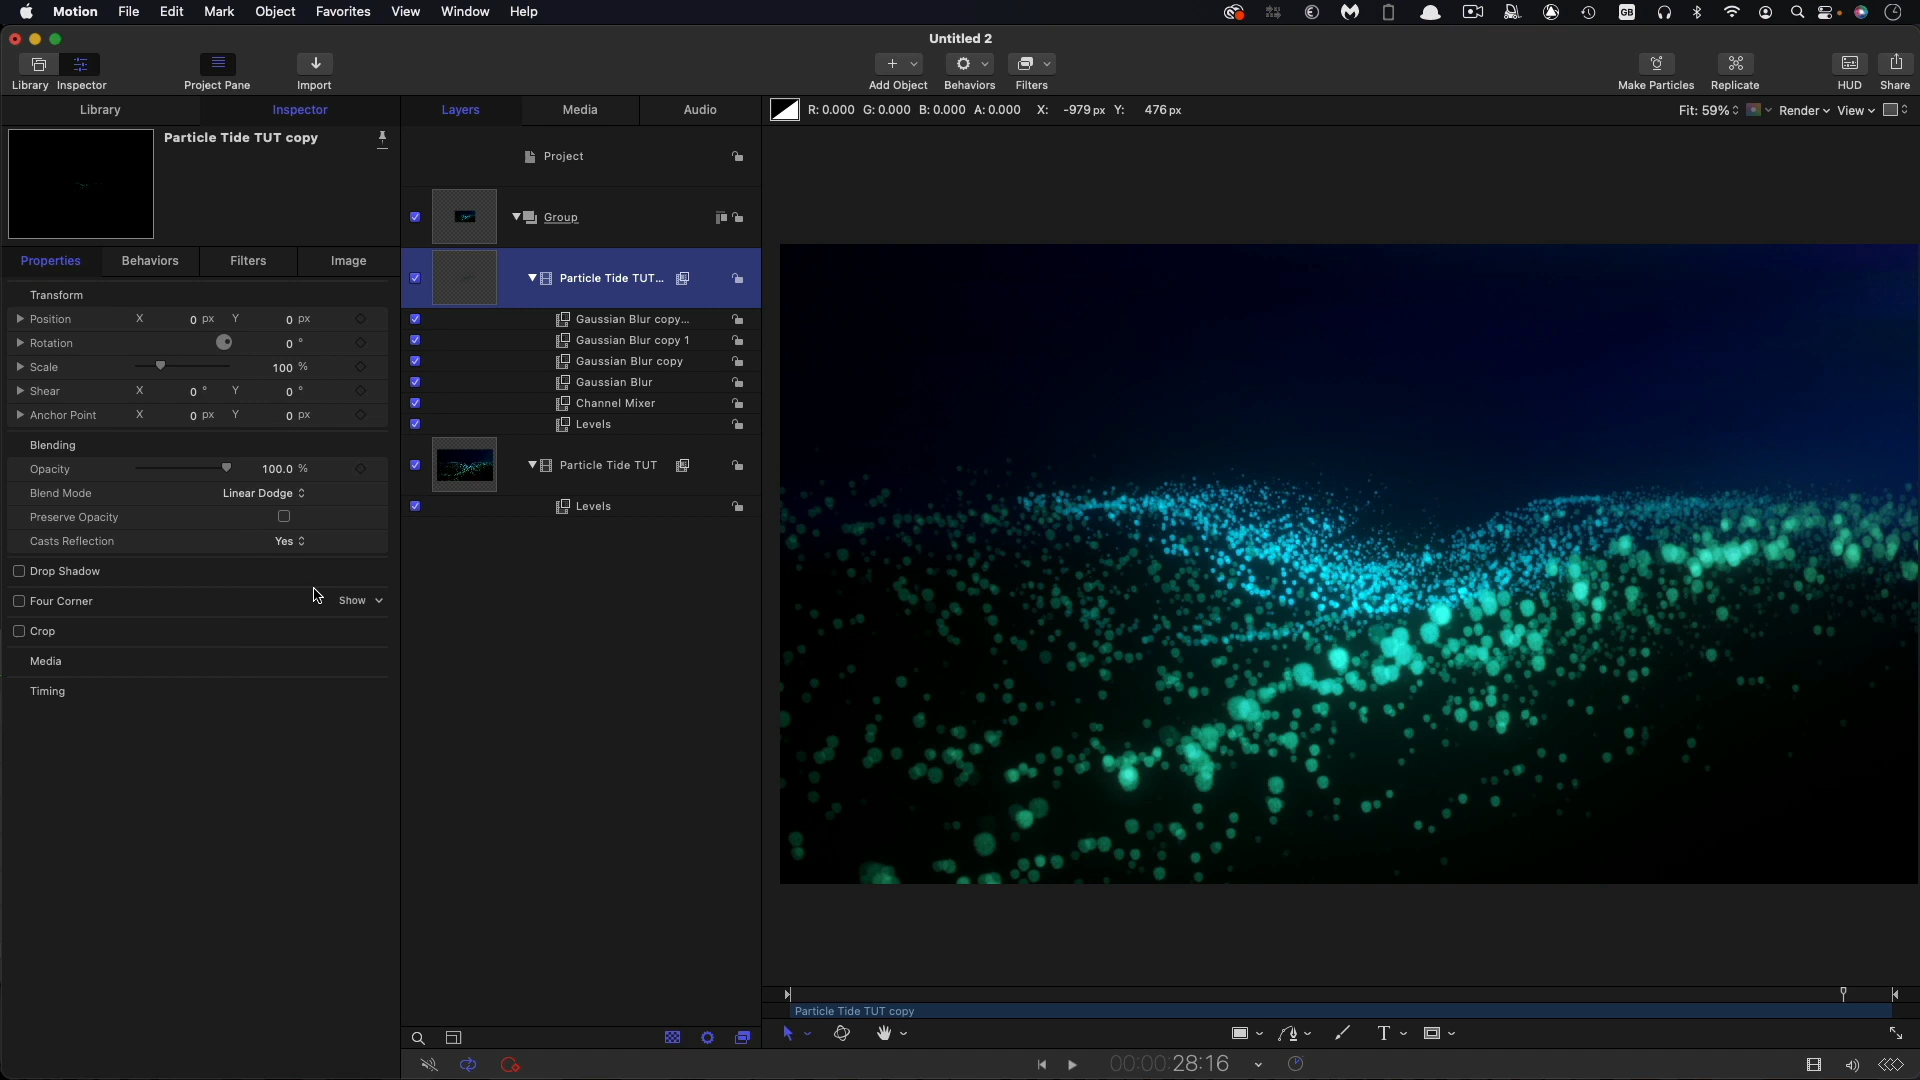 Motion File Edit Mark Object Favorites View Window Help
GB
Untitled 2
Library Inspector Project Pane Import Add Object Behaviors Filters Make Particles Replicate HUD Share
Library Inspector Layers Media Audio R: 0.000 G: 0.000 B: 0.000 A: 0.000 X: -979 px Y: 476 px Fit: 59% Render View
Particle Tide TUT copy
Project
Group
Properties Behaviors Filters Image
Particle Tide TUT...
Transform
Position X 0 px Y 0 px
Gaussian Blur copy...
Rotation 0 °
Gaussian Blur copy 1
Scale 100 %
Gaussian Blur copy
Shear X 0 ° Y 0 °
Gaussian Blur
Anchor Point X 0 px Y 0 px
Channel Mixer
Levels
Blending
Opacity 100.0 %
Particle Tide TUT
Blend Mode Linear Dodge
Levels
Preserve Opacity
Casts Reflection Yes
Drop Shadow
Four Corner Show
Crop
Media
Timing
Particle Tide TUT copy
T
00:00:28:16